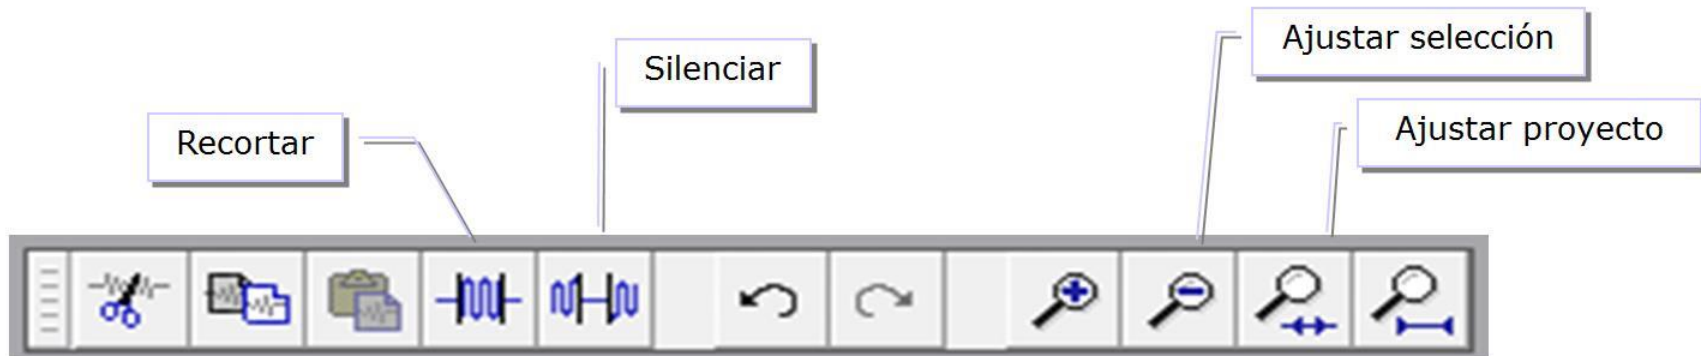 Ajustar selección
Silenciar
Ajustar proyecto
Recortar